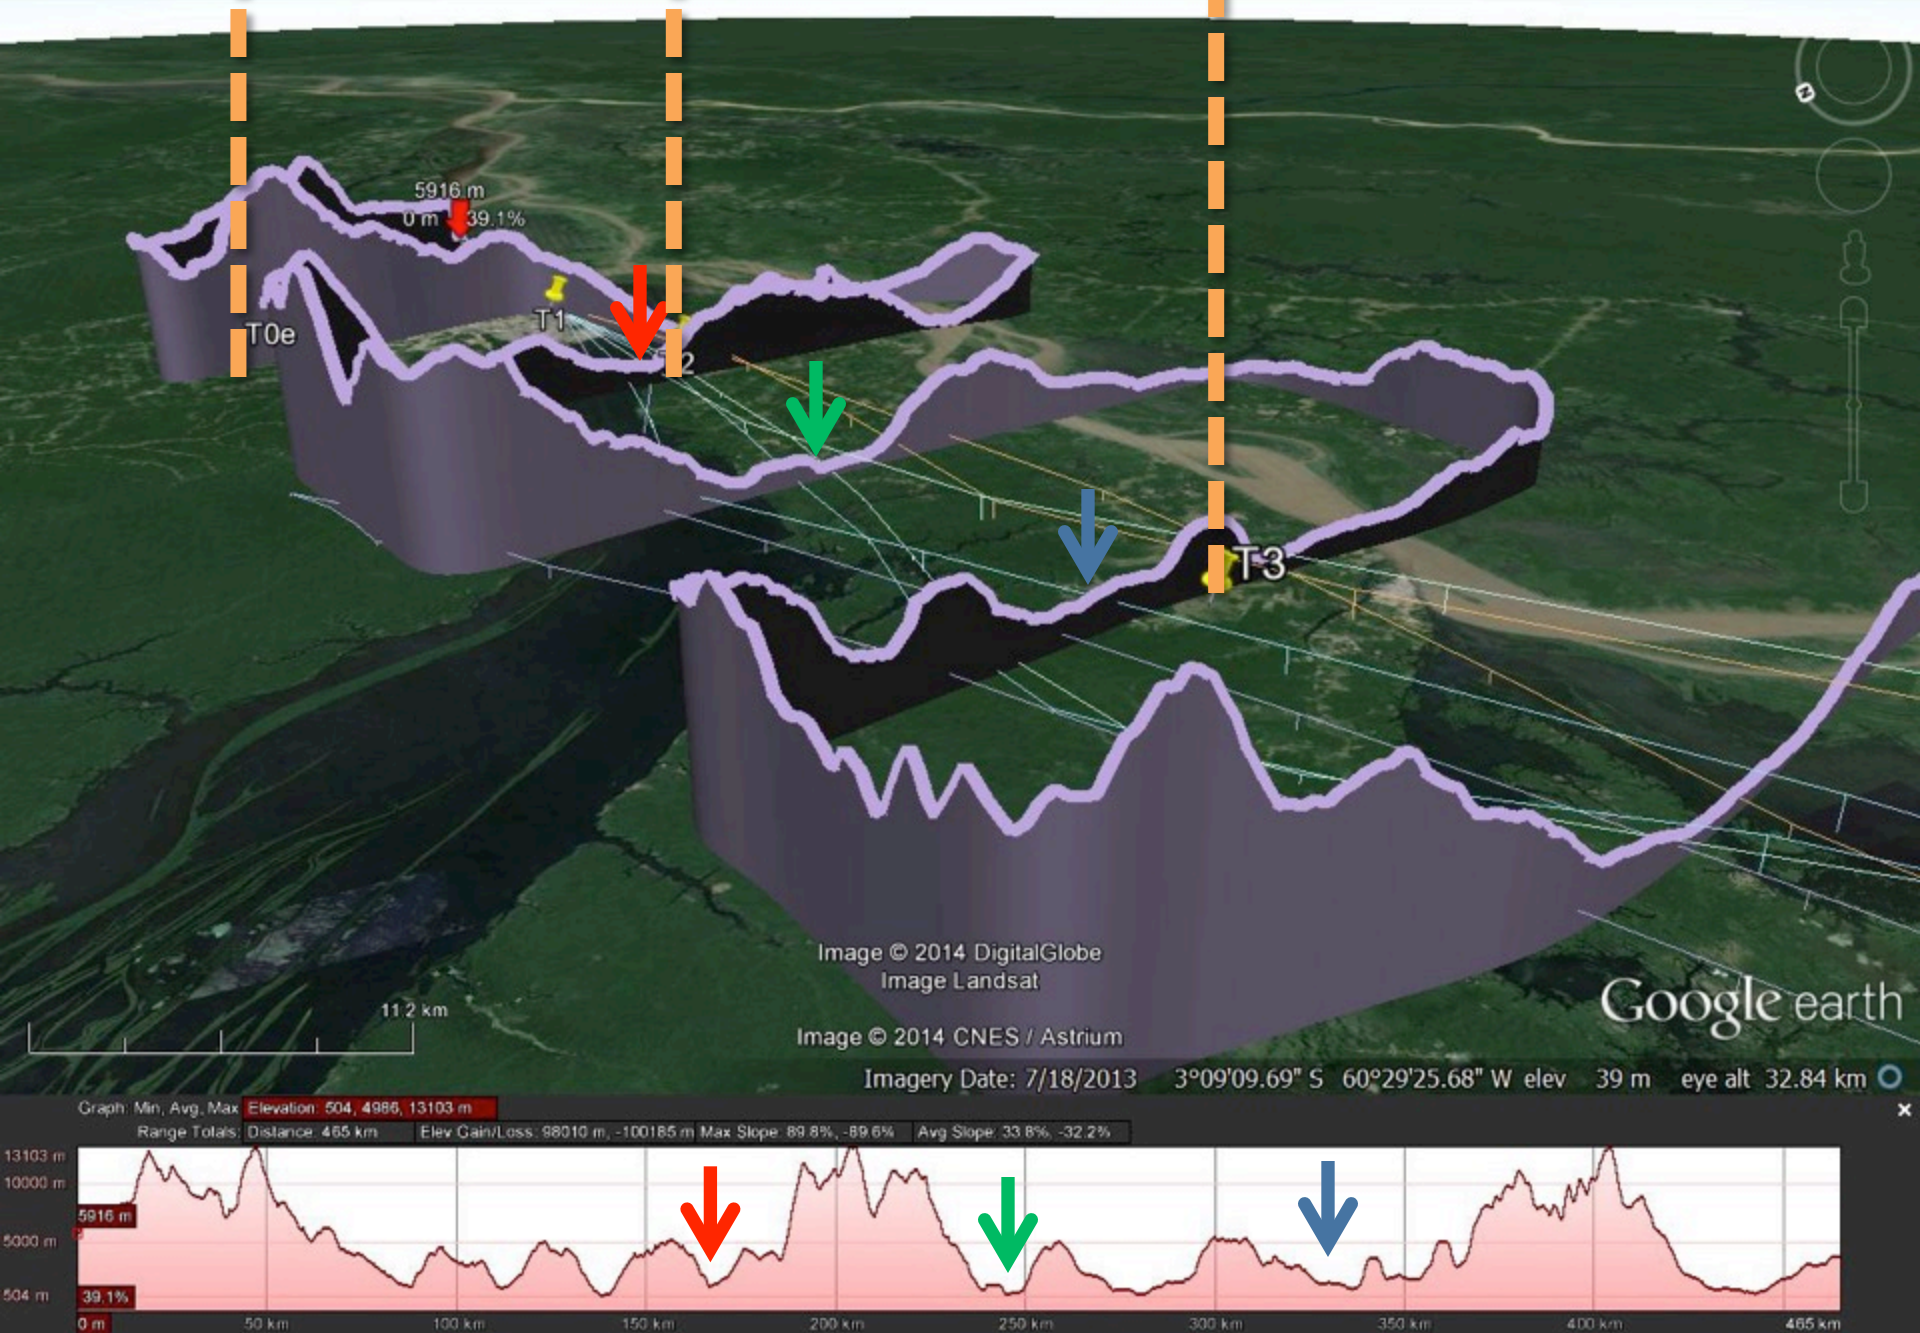 N
5916 m
0 m 39.1%
T1
T0e
2
T3
Image © 2014 DigitalGlobe
Image Landsat
Google earth
11.2 km
Image © 2014 CNES / Astrium
Imagery Date: 7/18/2013 3°09'09.69" S 60°29'25.68" W elev 39 m eye alt 32.84 km
Graph: Min, Avg, Max Elevation: 504, 4986, 13103 m
Range Totals: Distance: 465 km Elev Gain/Loss: 98010 m, -100185 m Max Slope: 89.8%, -89.6% Avg Slope: 33.8%, -32.2%
13103 m
10000 m
5916 m
5000 m
504 m
39.1%
0 m 50 km 100 km 150 km 200 km 250 km 300 km 350 km 400 km 465 km